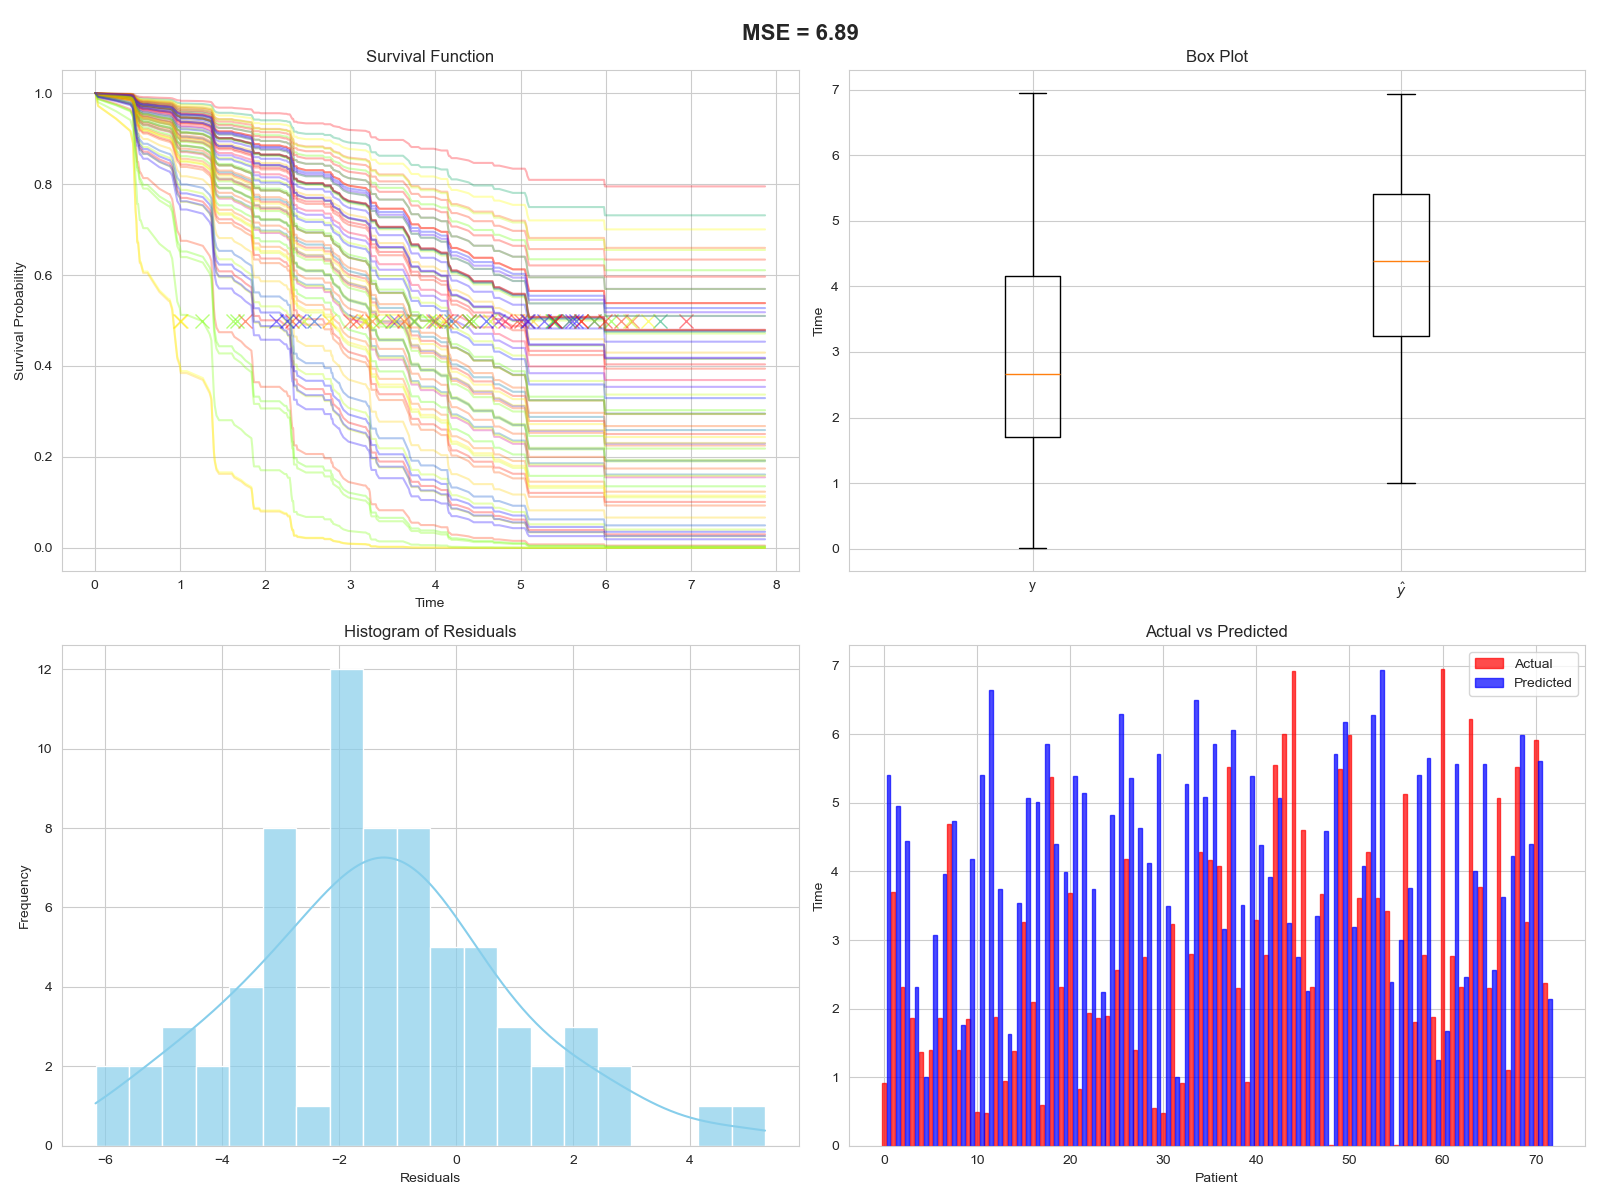 MSE = 6.89
Survival Function
Survival Probability
1.0
0.8
0.6
0.4
0.2
0.0
0 1 2 3 4 5 6 7 8
Time
Box Plot
Time
7
6
5
4
3
2
1
0
y ŷ
Histogram of Residuals
Frequency
12
10
8
6
4
2
0
−6 −4 −2 0 2 4
Residuals
Actual vs Predicted
Actual
Predicted
Time
7
6
5
4
3
2
1
0
0 10 20 30 40 50 60 70
Patient